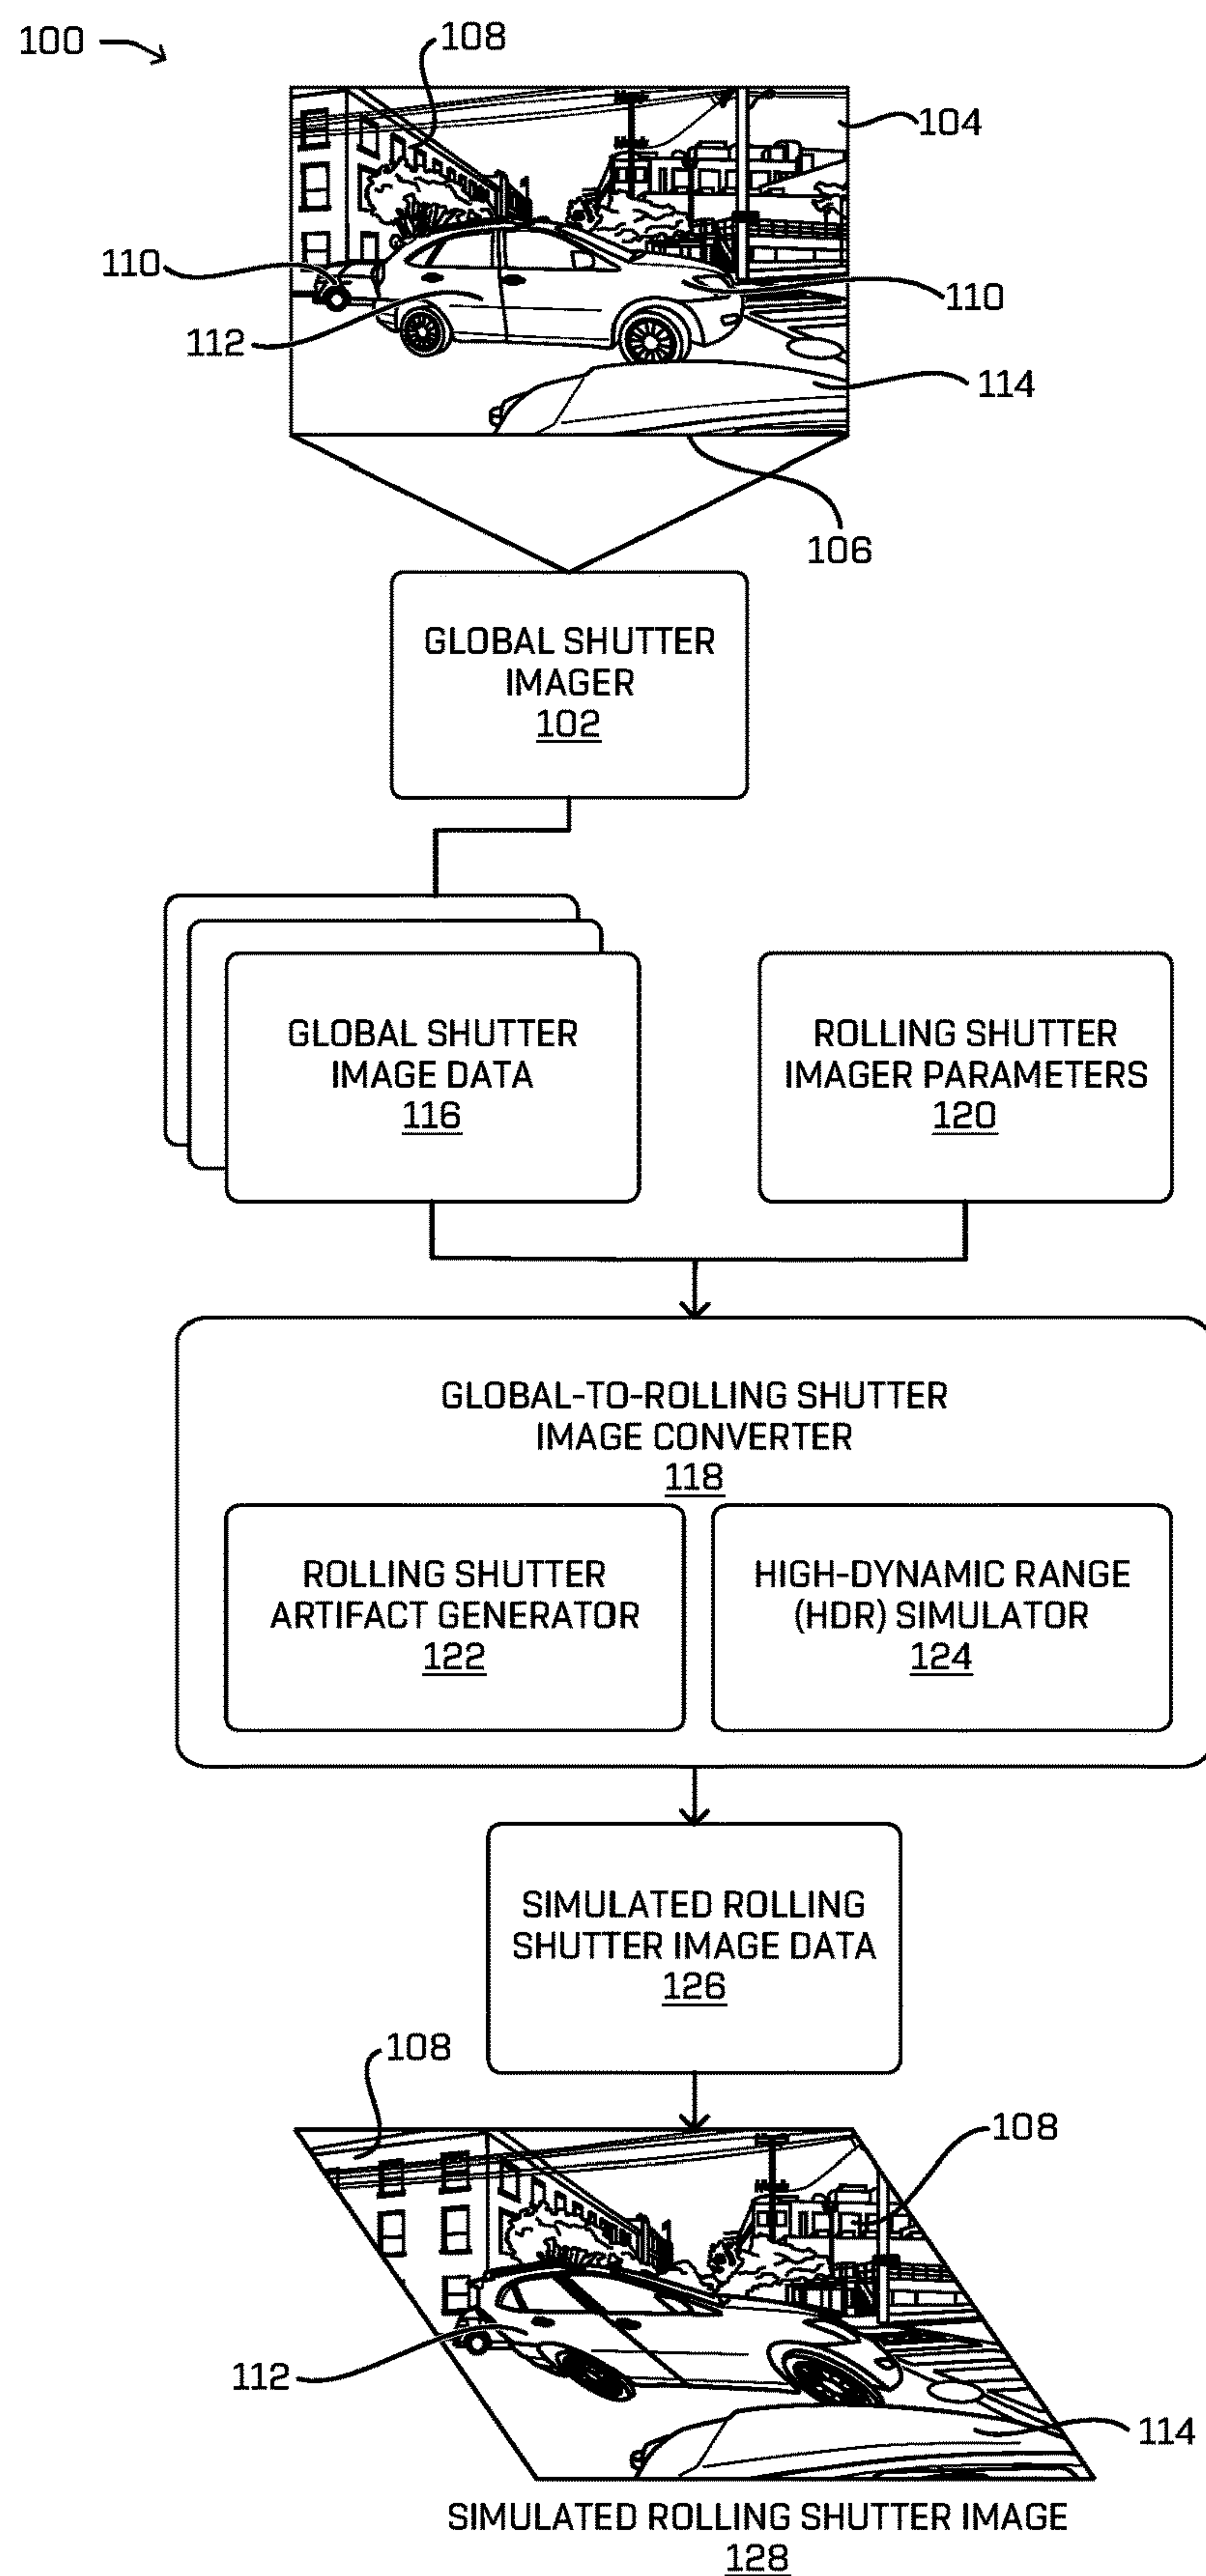 100
108
104
110
110
112
114
106
GLOBAL SHUTTER
IMAGER
102
GLOBAL SHUTTER
IMAGE DATA
116
ROLLING SHUTTER
IMAGER PARAMETERS
120
GLOBAL-TO-ROLLING SHUTTER
IMAGE CONVERTER
118
ROLLING SHUTTER
ARTIFACT GENERATOR
122
HIGH-DYNAMIC RANGE
(HDR) SIMULATOR
124
SIMULATED ROLLING
SHUTTER IMAGE DATA
126
108
108
112
114
SIMULATED ROLLING SHUTTER IMAGE
128